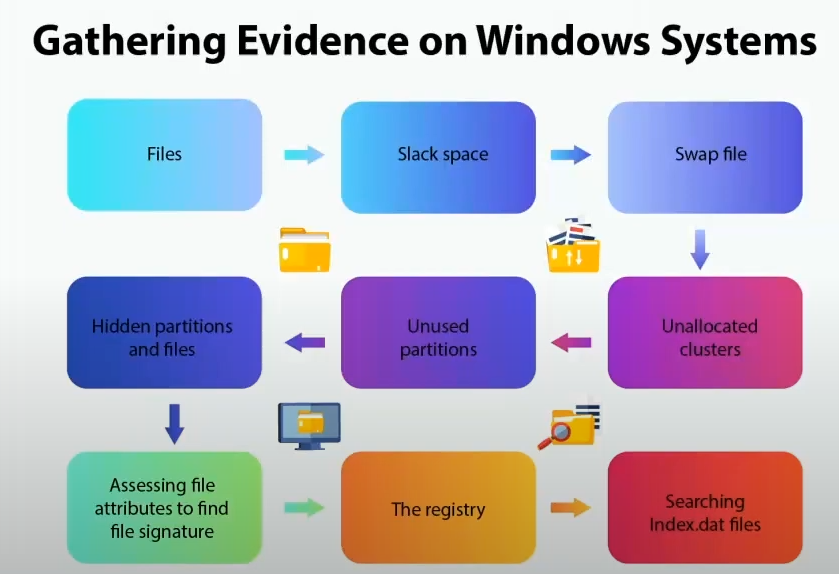 Gathering Evidence on Windows Systems
Files
Slack space
Swap file
Unallocated
clusters
Unused
partitions
Hidden partitions
and files
Assessing file
attributes to find
file signature
The registry
Searching
Index.dat files